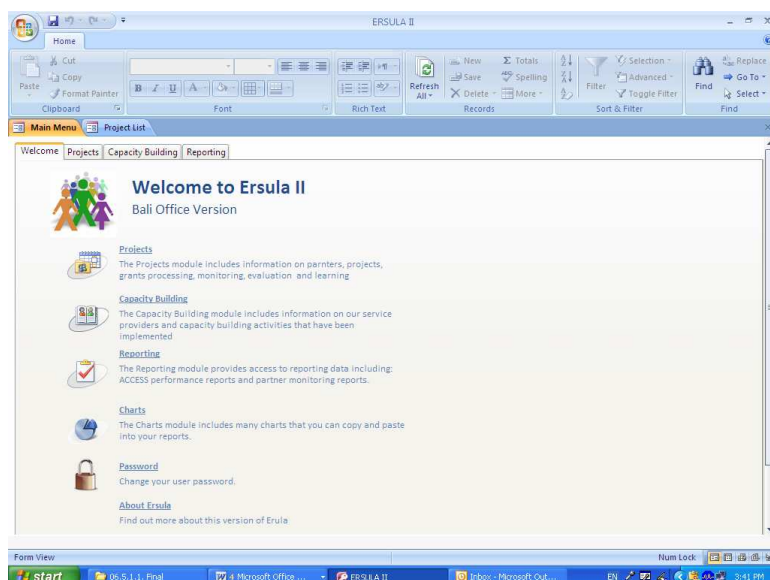 ERSULA II
Home
Paste
Cut
Copy
Format Painter
Clipboard
B I U A
Font
Rich Text
Refresh
All
New
Save
Delete
Totals
Spelling
More
Records
Filter
Selection
Advanced
Toggle Filter
Sort & Filter
Find
Replace
Go To
Select
Find
Main Menu
Project List
Welcome Projects Capacity Building Reporting
Welcome to Ersula II
Bali Office Version
Projects
The Projects module includes information on parnters, projects,
grants processing, monitoring, evaluation and learning
Capacity Building
The Capacity Building module includes information on our service
providers and capacity building activities that have been
implemented
Reporting
The Reporting module provides access to reporting data including:
ACCESS performance reports and partner monitoring reports.
Charts
The Charts module includes many charts that you can copy and paste
into your reports.
Password
Change your user password.
About Ersula
Find out more about this version of Erula
Form View
Num Lock
start
06.5.1.1. Final
4 Microsoft Office ...
ERSULA II
Inbox - Microsoft Out...
EN
3:41 PM